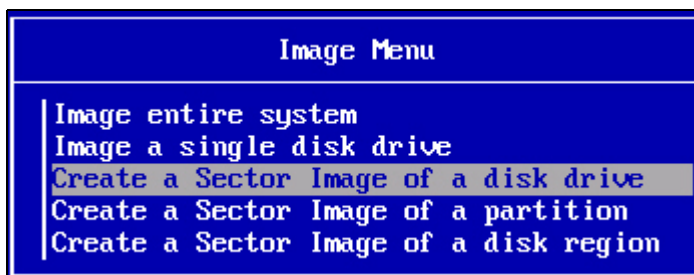 Image Menu
Image entire system
Image a single disk drive
Create a Sector Image of a disk drive
Create a Sector Image of a partition
Create a Sector Image of a disk region